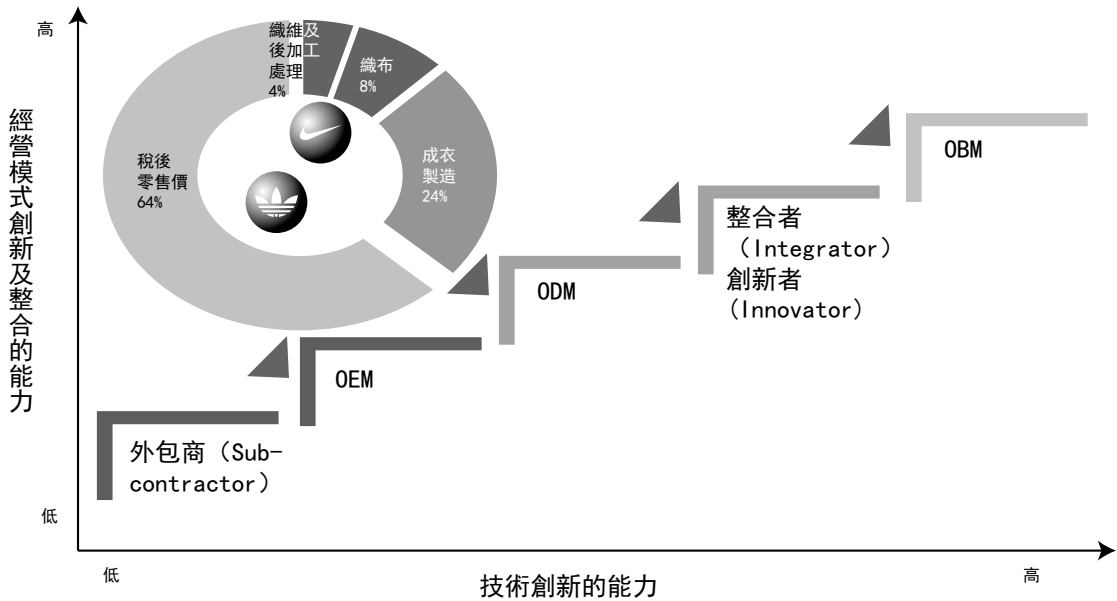 高
經營模式創新及整合的能力
低
織維及
後加工
處理
4%
織布
8%
成衣
製造
24%
稅後
零售價
64%
OBM
整合者
（Integrator）
創新者
（Innovator）
ODM
OEM
外包商（Sub-
contractor）
低
技術創新的能力
高